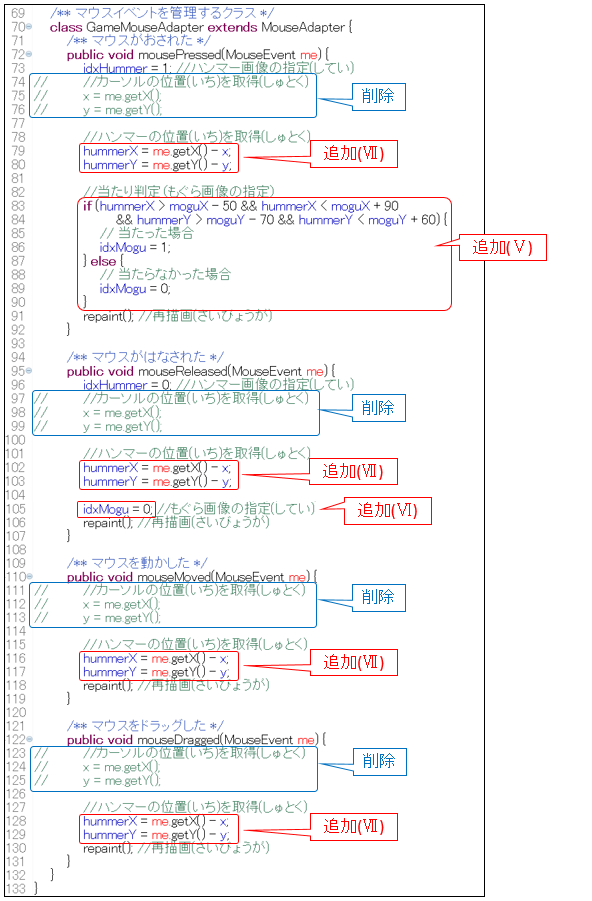 69 /** マウスイベントを管理するクラス */
70 class GameMouseAdapter extends MouseAdapter {
71 /** マウスがおされた */
72 public void mousePressed(MouseEvent me) {
73 idxHummer = 1; //ハンマー画像の指定(してい)
74 // //カーソルの位置(いち)を取得(しゅとく)
75 // x = me.getX();
76 // y = me.getY();
削除
77
78 //ハンマーの位置(いち)を取得(しゅとく)
79 hummerX = me.getX() - x;
80 hummerY = me.getY() - y;
追加(Ⅶ)
81
82 //当たり判定(もぐら画像の指定)
83 if (hummerX > moguX - 50 && hummerX < moguX + 90
84 && hummerY > moguY - 70 && hummerY < moguY + 60) {
85 // 当たった場合
86 idxMogu = 1;
87 } else {
88 // 当たらなかった場合
89 idxMogu = 0;
90 }
追加(Ⅴ)
91 repaint(); //再描画(さいびょうが)
92 }
93
94 /** マウスがはなされた */
95 public void mouseReleased(MouseEvent me) {
96 idxHummer = 0; //ハンマー画像の指定(してい)
97 // //カーソルの位置(いち)を取得(しゅとく)
98 // x = me.getX();
99 // y = me.getY();
削除
100
101 //ハンマーの位置(いち)を取得(しゅとく)
102 hummerX = me.getX() - x;
103 hummerY = me.getY() - y;
追加(Ⅶ)
104
105 idxMogu = 0; //もぐら画像の指定(してい)
追加(Ⅵ)
106 repaint(); //再描画(さいびょうが)
107 }
108
109 /** マウスを動かした */
110 public void mouseMoved(MouseEvent me) {
111 // //カーソルの位置(いち)を取得(しゅとく)
112 // x = me.getX();
113 // y = me.getY();
削除
114
115 //ハンマーの位置(いち)を取得(しゅとく)
116 hummerX = me.getX() - x;
117 hummerY = me.getY() - y;
追加(Ⅶ)
118 repaint(); //再描画(さいびょうが)
119 }
120
121 /** マウスをドラッグした */
122 public void mouseDragged(MouseEvent me) {
123 // //カーソルの位置(いち)を取得(しゅとく)
124 // x = me.getX();
125 // y = me.getY();
削除
126
127 //ハンマーの位置(いち)を取得(しゅとく)
128 hummerX = me.getX() - x;
129 hummerY = me.getY() - y;
追加(Ⅶ)
130 repaint(); //再描画(さいびょうが)
131 }
132 }
133 }